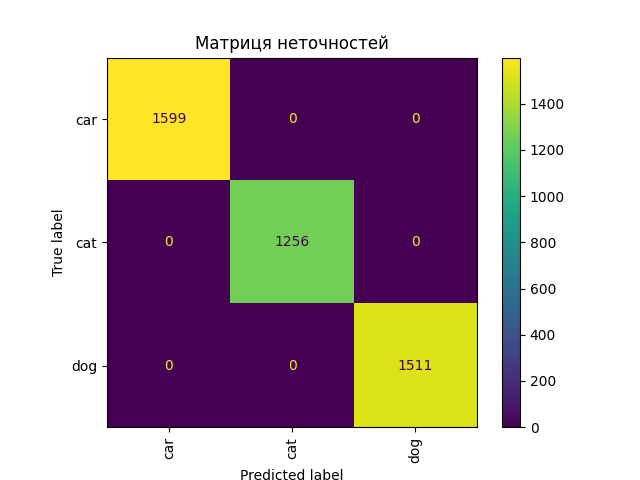 Матриця неточностей
car 1599 0 0
cat 0 1256 0
dog 0 0 1511
True label
car cat dog
Predicted label
1400
1200
1000
800
600
400
200
0